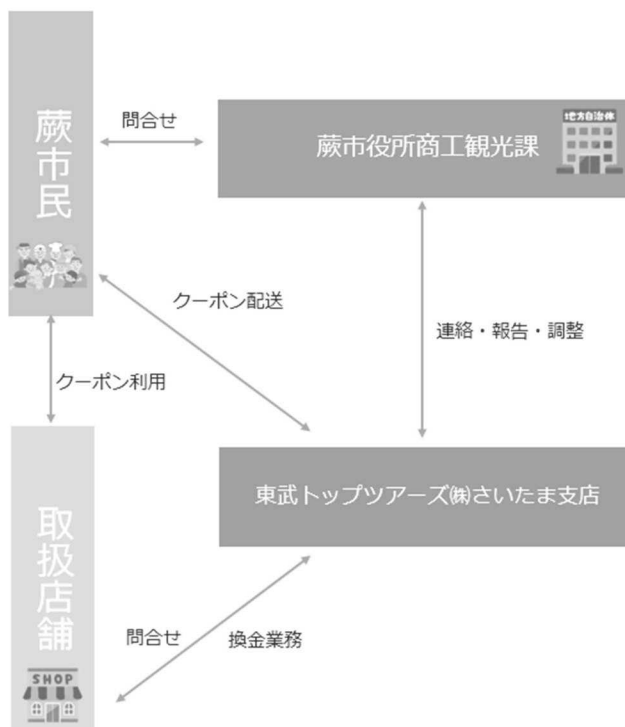 蕨市民
問合せ
地方自治体
蕨市役所商工観光課
クーポン配送
連絡・報告・調整
クーポン利用
取扱店舗
東武トップツアーズ㈱さいたま支店
問合せ
換金業務
SHOP